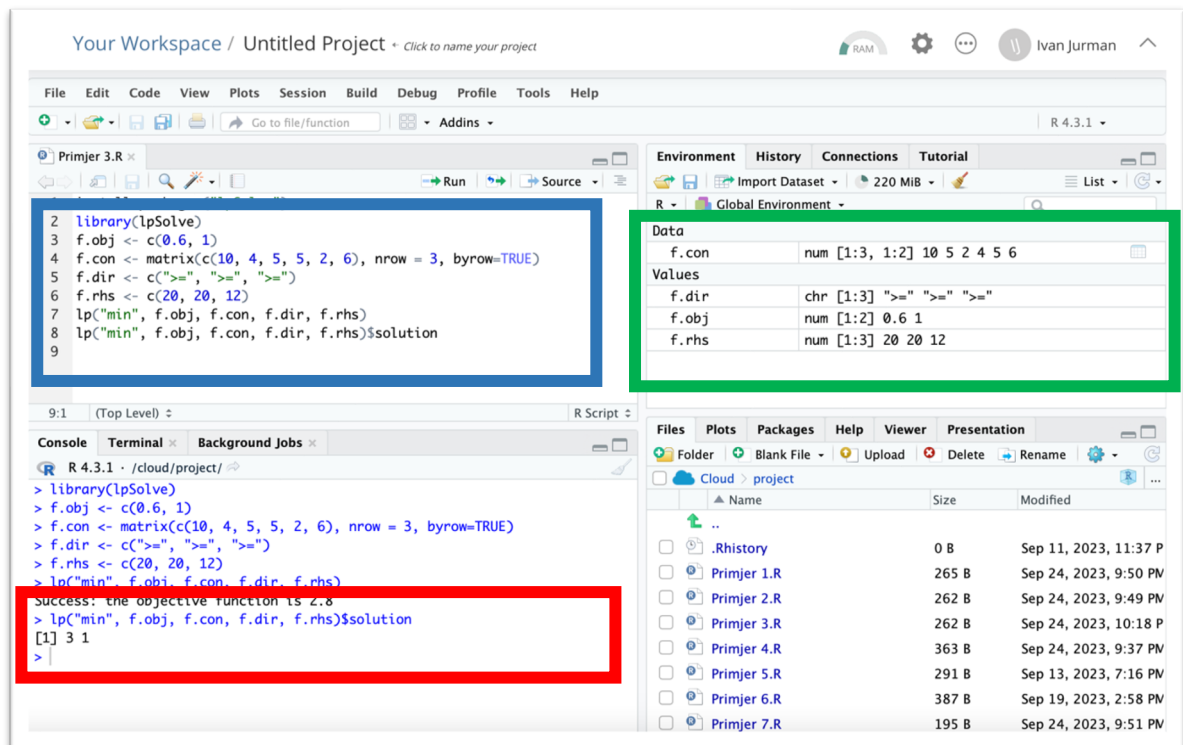 Your Workspace / Untitled Project ← Click to name your project
RAM
IJ
Ivan Jurman
File Edit Code View Plots Session Build Debug Profile Tools Help
Go to file/function
Addins
R 4.3.1
Primjer 3.R
Run
Source
2 library(lpSolve)
3 f.obj <- c(0.6, 1)
4 f.con <- matrix(c(10, 4, 5, 5, 2, 6), nrow = 3, byrow=TRUE)
5 f.dir <- c(">=", ">=", ">=")
6 f.rhs <- c(20, 20, 12)
7 lp("min", f.obj, f.con, f.dir, f.rhs)
8 lp("min", f.obj, f.con, f.dir, f.rhs)$solution
9
9:1 (Top Level) R Script
Console Terminal Background Jobs
R R 4.3.1 · /cloud/project/
> library(lpSolve)
> f.obj <- c(0.6, 1)
> f.con <- matrix(c(10, 4, 5, 5, 2, 6), nrow = 3, byrow=TRUE)
> f.dir <- c(">=", ">=", ">=")
> f.rhs <- c(20, 20, 12)
> lp("min", f.obj, f.con, f.dir, f.rhs)
Success: the objective function is 2.8
> lp("min", f.obj, f.con, f.dir, f.rhs)$solution
[1] 3 1
>
Environment History Connections Tutorial
Import Dataset 220 MiB List
R Global Environment
Data
f.con num [1:3, 1:2] 10 5 2 4 5 6
Values
f.dir chr [1:3] ">=" ">=" ">="
f.obj num [1:2] 0.6 1
f.rhs num [1:3] 20 20 12
Files Plots Packages Help Viewer Presentation
Folder Blank File Upload Delete Rename
Cloud > project R ...
Name Size Modified
..
.Rhistory 0 B Sep 11, 2023, 11:37 P
Primjer 1.R 265 B Sep 24, 2023, 9:50 PM
Primjer 2.R 262 B Sep 24, 2023, 9:49 PM
Primjer 3.R 262 B Sep 24, 2023, 10:18 P
Primjer 4.R 363 B Sep 24, 2023, 9:37 PM
Primjer 5.R 291 B Sep 13, 2023, 7:16 PM
Primjer 6.R 387 B Sep 19, 2023, 2:58 PM
Primjer 7.R 195 B Sep 24, 2023, 9:51 PM